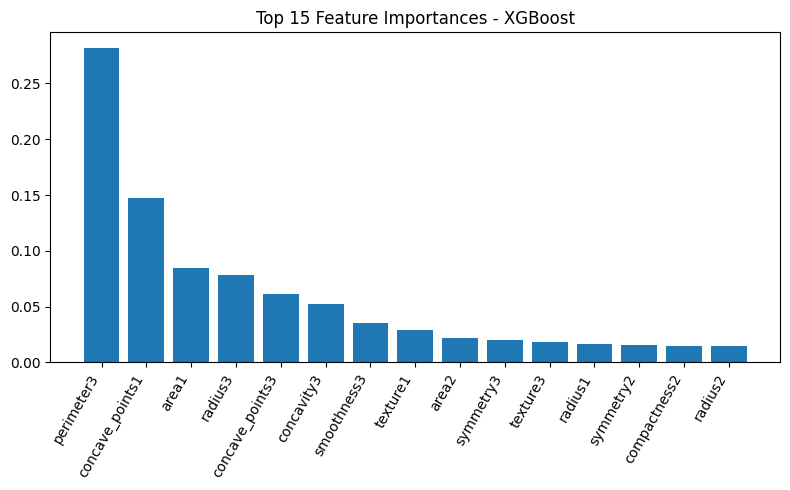 Top 15 Feature Importances - XGBoost
0.25
0.20
0.15
0.10
0.05
0.00
perimeter3
concave_points1
area1
radius3
concave_points3
concavity3
smoothness3
texture1
area2
symmetry3
texture3
radius1
symmetry2
compactness2
radius2